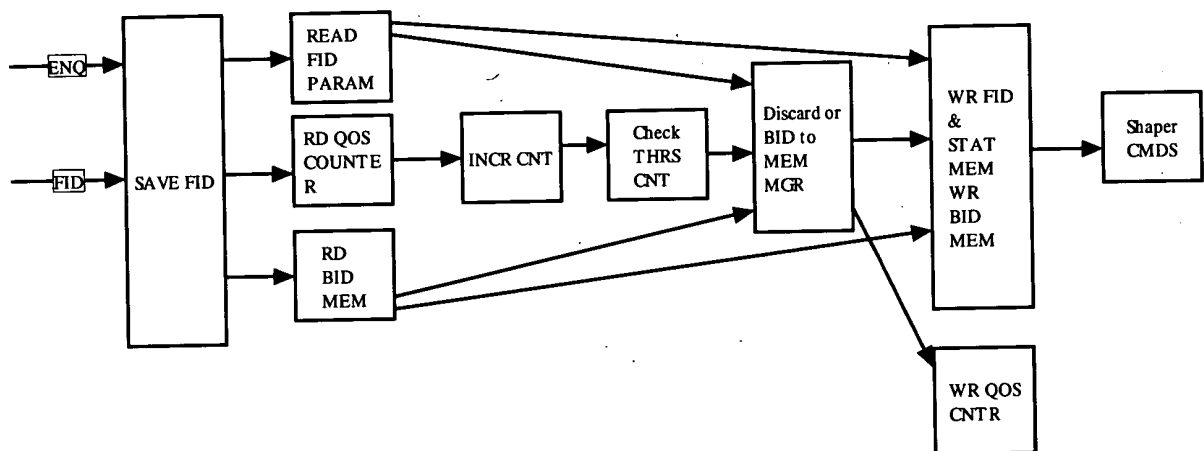 ENQ
FID
SAVE FID
READ
FID
PARAM
RD QOS
COUNTE
R
RD
BID
MEM
INCR CNT
Check
THRS
CNT
Discard or
BID to
MEM
MGR
WR FID
&
STAT
MEM
WR
BID
MEM
WR QOS
CNTR
Shaper
CMDS